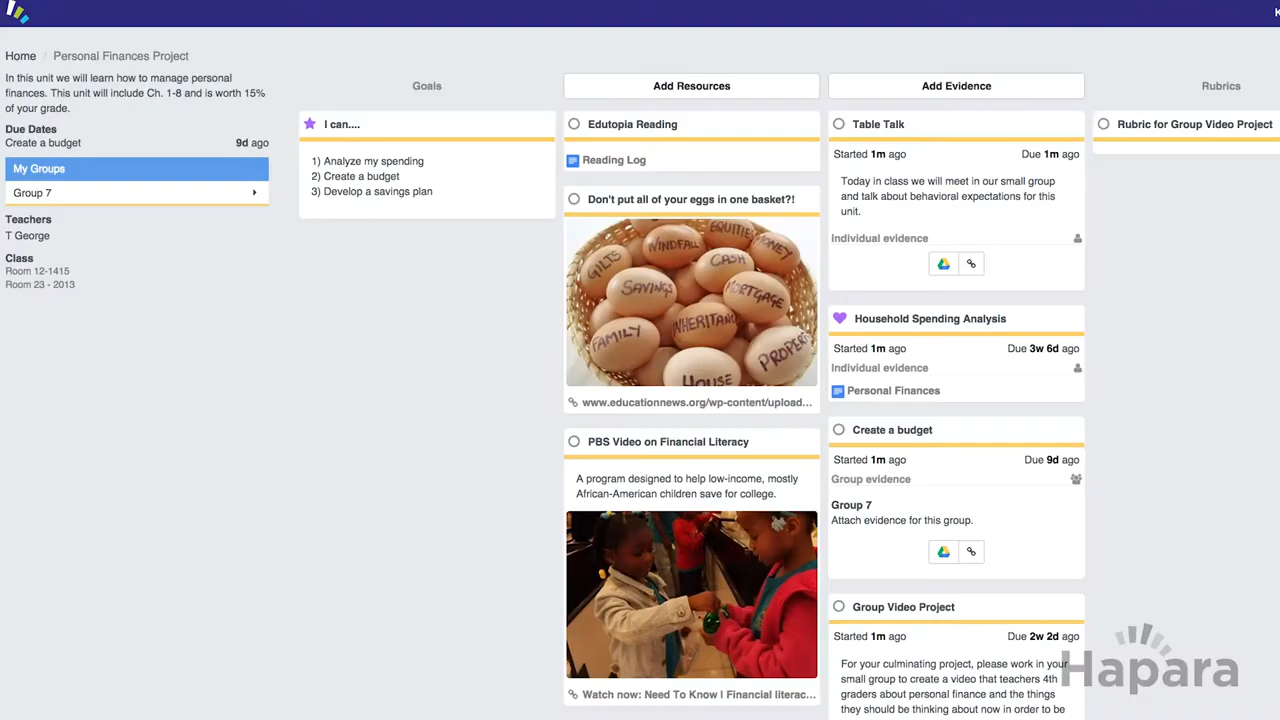 K
Home / Personal Finances Project
In this unit we will learn how to manage personal
finances. This unit will include Ch. 1-8 and is worth 15%
of your grade.
Due Dates
Create a budget 9d ago
My Groups
Group 7
Teachers
T George
Class
Room 12-1415
Room 23 - 2013
Goals
I can....
1) Analyze my spending
2) Create a budget
3) Develop a savings plan
Add Resources
Edutopia Reading
Reading Log
Don't put all of your eggs in one basket?!
EQUITIES
MONEY
WINDFALL
GILTS
CASH
SAVINGS
MORTGAGE
INHERITAN
FAMILY
PROPER
HOUSE
www.educationnews.org/wp-content/upload...
PBS Video on Financial Literacy
A program designed to help low-income, mostly
African-American children save for college.
Watch now: Need To Know | Financial literac...
Add Evidence
Table Talk
Started 1m ago Due 1m ago
Today in class we will meet in our small group
and talk about behavioral expectations for this
unit.
Individual evidence
Household Spending Analysis
Started 1m ago Due 3w 6d ago
Individual evidence
Personal Finances
Create a budget
Started 1m ago Due 9d ago
Group evidence
Group 7
Attach evidence for this group.
Group Video Project
Started 1m ago Due 2w 2d ago
For your culminating project, please work in your
small group to create a video that teachers 4th
graders about personal finance and the things
they should be thinking about now in order to be
Rubrics
Rubric for Group Video Project
Hapara